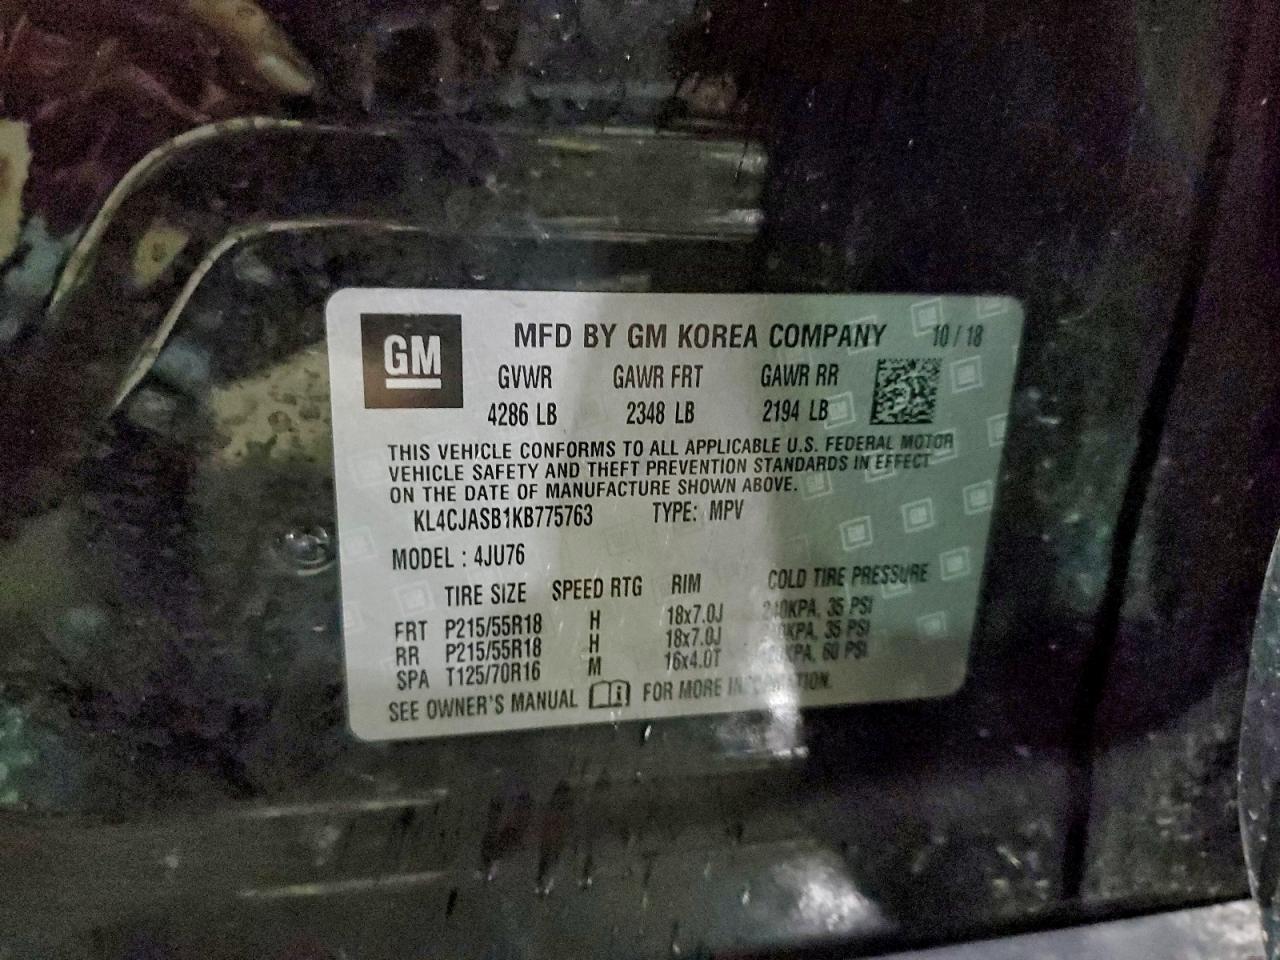 GM
MFD BY GM KOREA COMPANY 10 / 18
GVWR GAWR FRT GAWR RR
4286 LB 2348 LB 2194 LB
THIS VEHICLE CONFORMS TO ALL APPLICABLE U.S. FEDERAL MOTOR
VEHICLE SAFETY AND THEFT PREVENTION STANDARDS IN EFFECT
ON THE DATE OF MANUFACTURE SHOWN ABOVE.
KL4CJASB1KB775763 TYPE: MPV
MODEL : 4JU76
TIRE SIZE SPEED RTG RIM COLD TIRE PRESSURE
FRT P215/55R18 H 18x7.0J 240KPA, 35 PSI
RR P215/55R18 H 18x7.0J 35 PSI
SPA T125/70R16 M 16x4.0T 60 PSI
SEE OWNER'S MANUAL FOR MORE